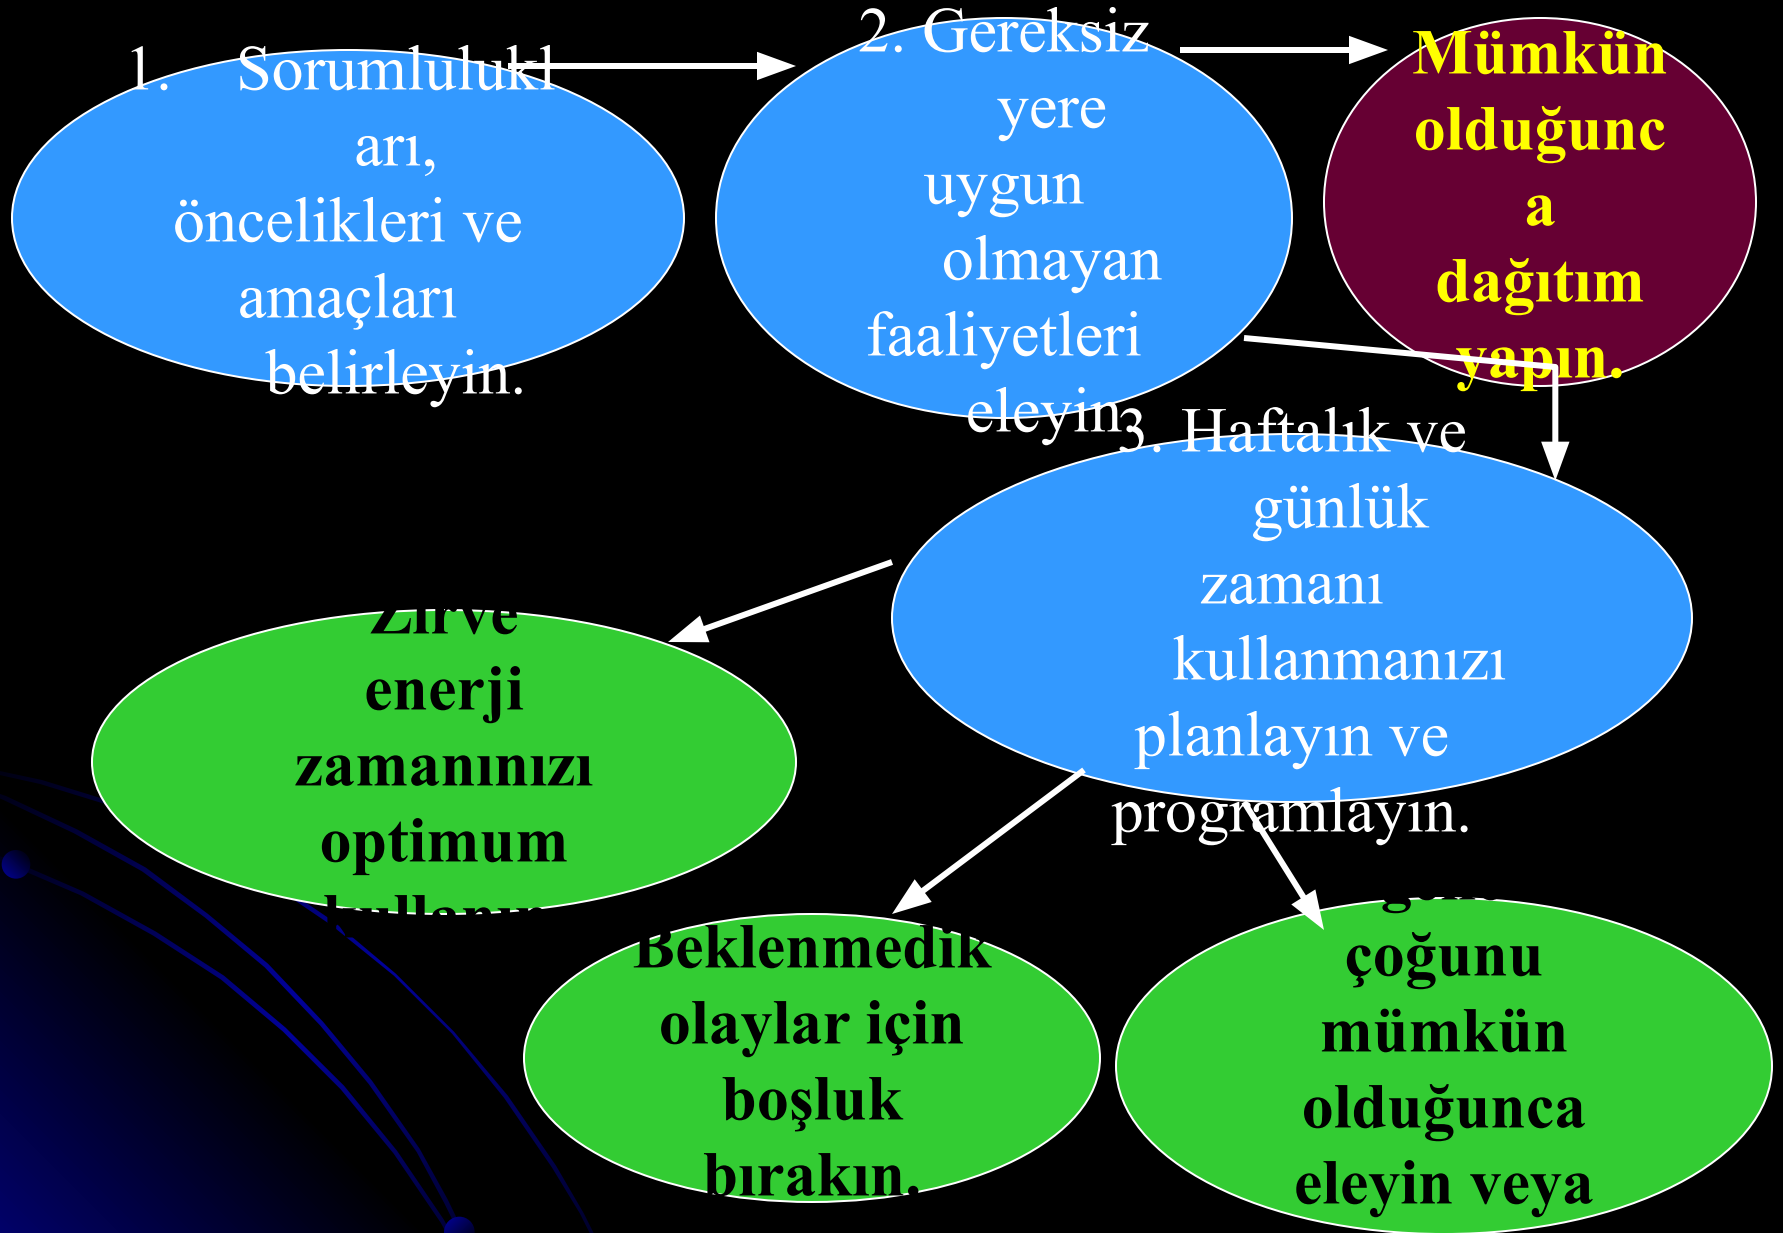 1. Sorumlulukl
arı,
öncelikleri ve
amaçları
belirleyin.
2. Gereksiz
yere
uygun
olmayan
faaliyetleri
eleyin
Mümkün
olduğunc
a
dağıtım
yapın.
3. Haftalık ve
günlük
zamanı
kullanmanızı
planlayın ve
programlayın.
Zirve
enerji
zamanınızı
optimum
Beklenmedik
olaylar için
boşluk
bırakın.
çoğunu
mümkün
olduğunca
eleyin veya